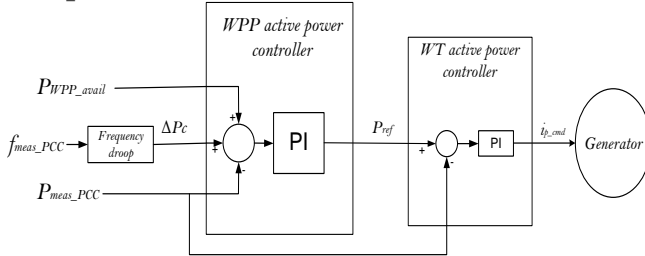 WPP active power
controller
WT active power
controller
P_WPP_avail
f_meas_PCC
Frequency
droop
ΔPc
+
+
-
PI
P_ref
+
-
PI
i_p_cmd
Generator
P_meas_PCC